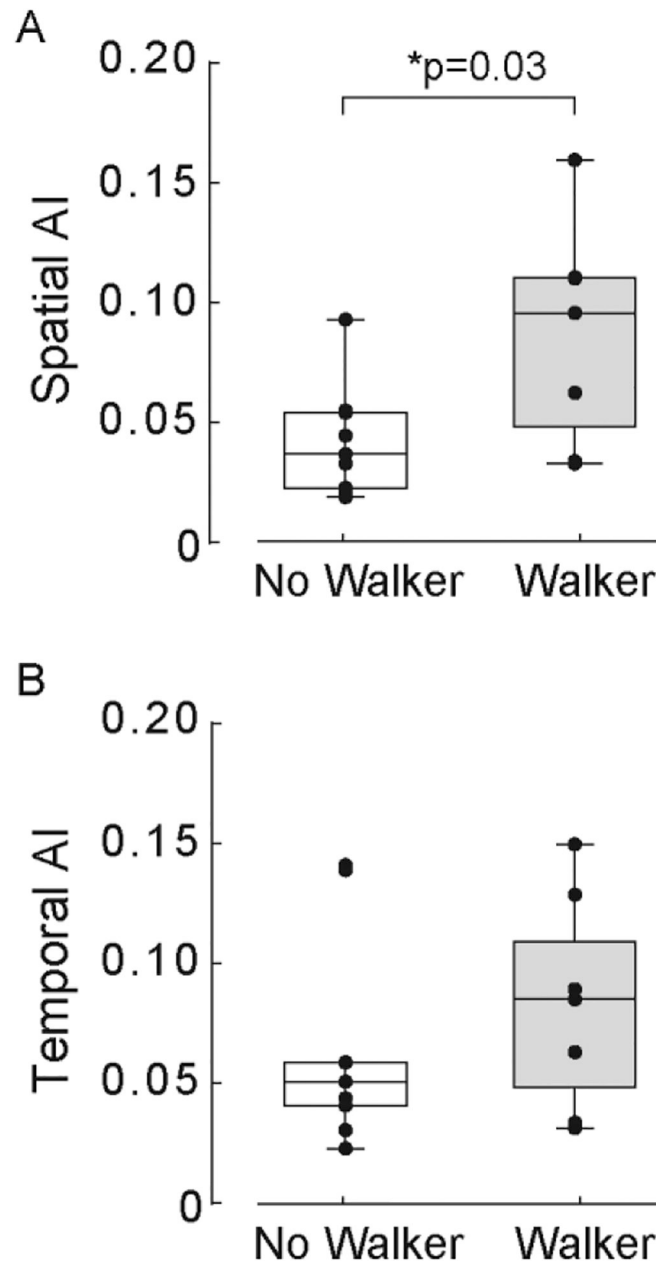 A
0.20
*p=0.03
0.15
Spatial AI
0.10
0.05
0
No Walker Walker
B
0.20
0.15
Temporal AI
0.10
0.05
0
No Walker Walker